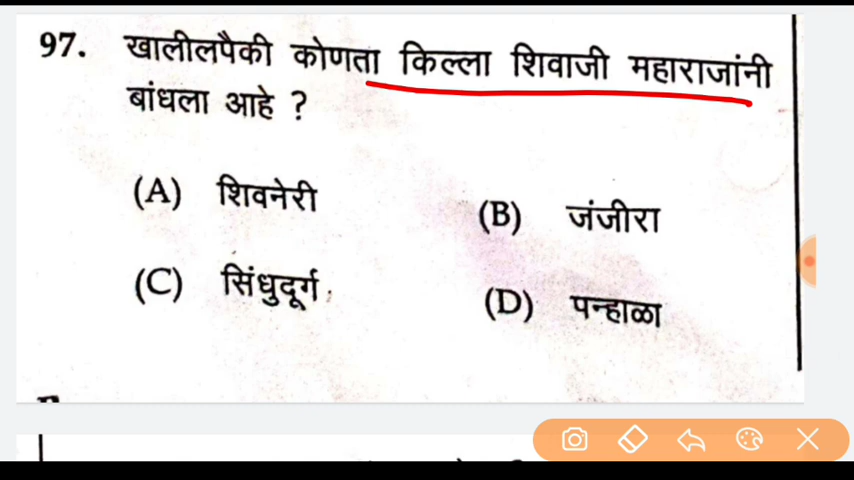 97. खालीलपैकी कोणता किल्ला शिवाजी महाराजांनी
बांधला आहे ?
(A) शिवनेरी
(B) जंजीरा
(C) सिंधुदूर्ग
(D) पन्हाळा